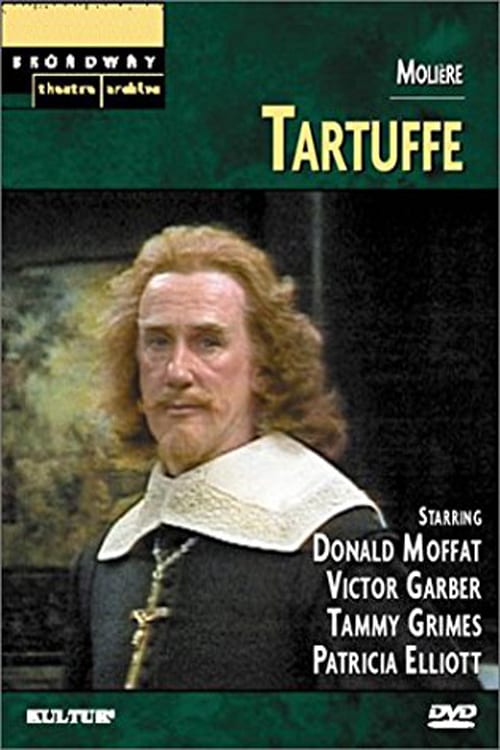 BROADWAY
theatre archive
MOLIÈRE
TARTUFFE
STARRING
DONALD MOFFAT
VICTOR GARBER
TAMMY GRIMES
PATRICIA ELLIOTT
KULTUR
DVD